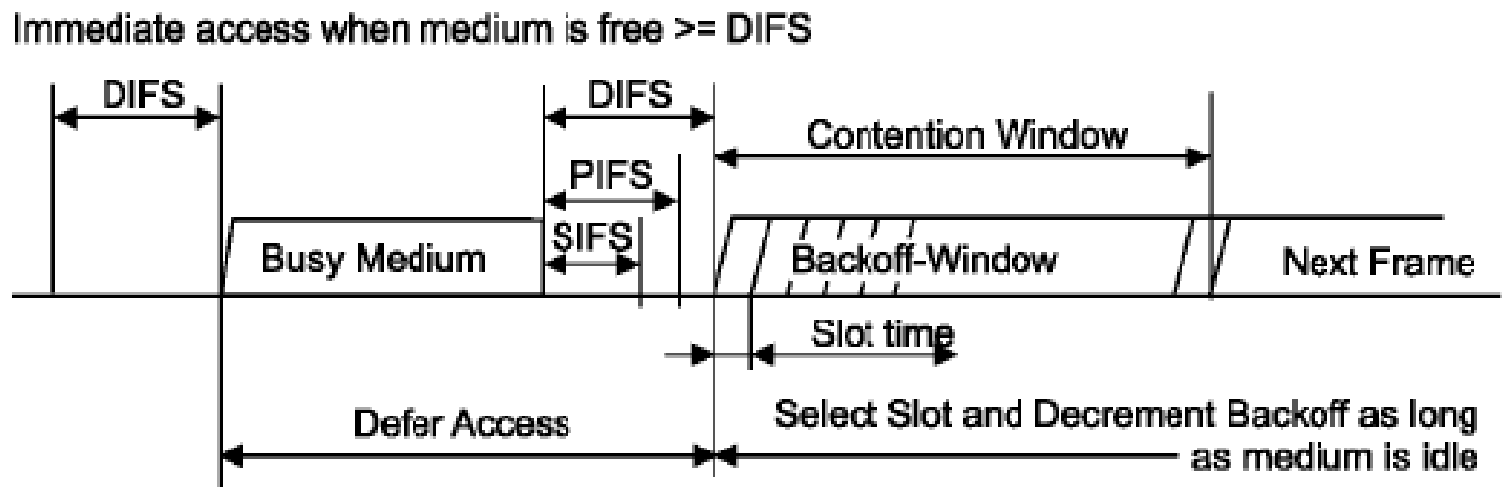 Immediate access when medium is free >= DIFS
DIFS
DIFS
Contention Window
PIFS
SIFS
Busy Medium
Backoff-Window
Next Frame
Slot time
Defer Access
Select Slot and Decrement Backoff as long
as medium is idle